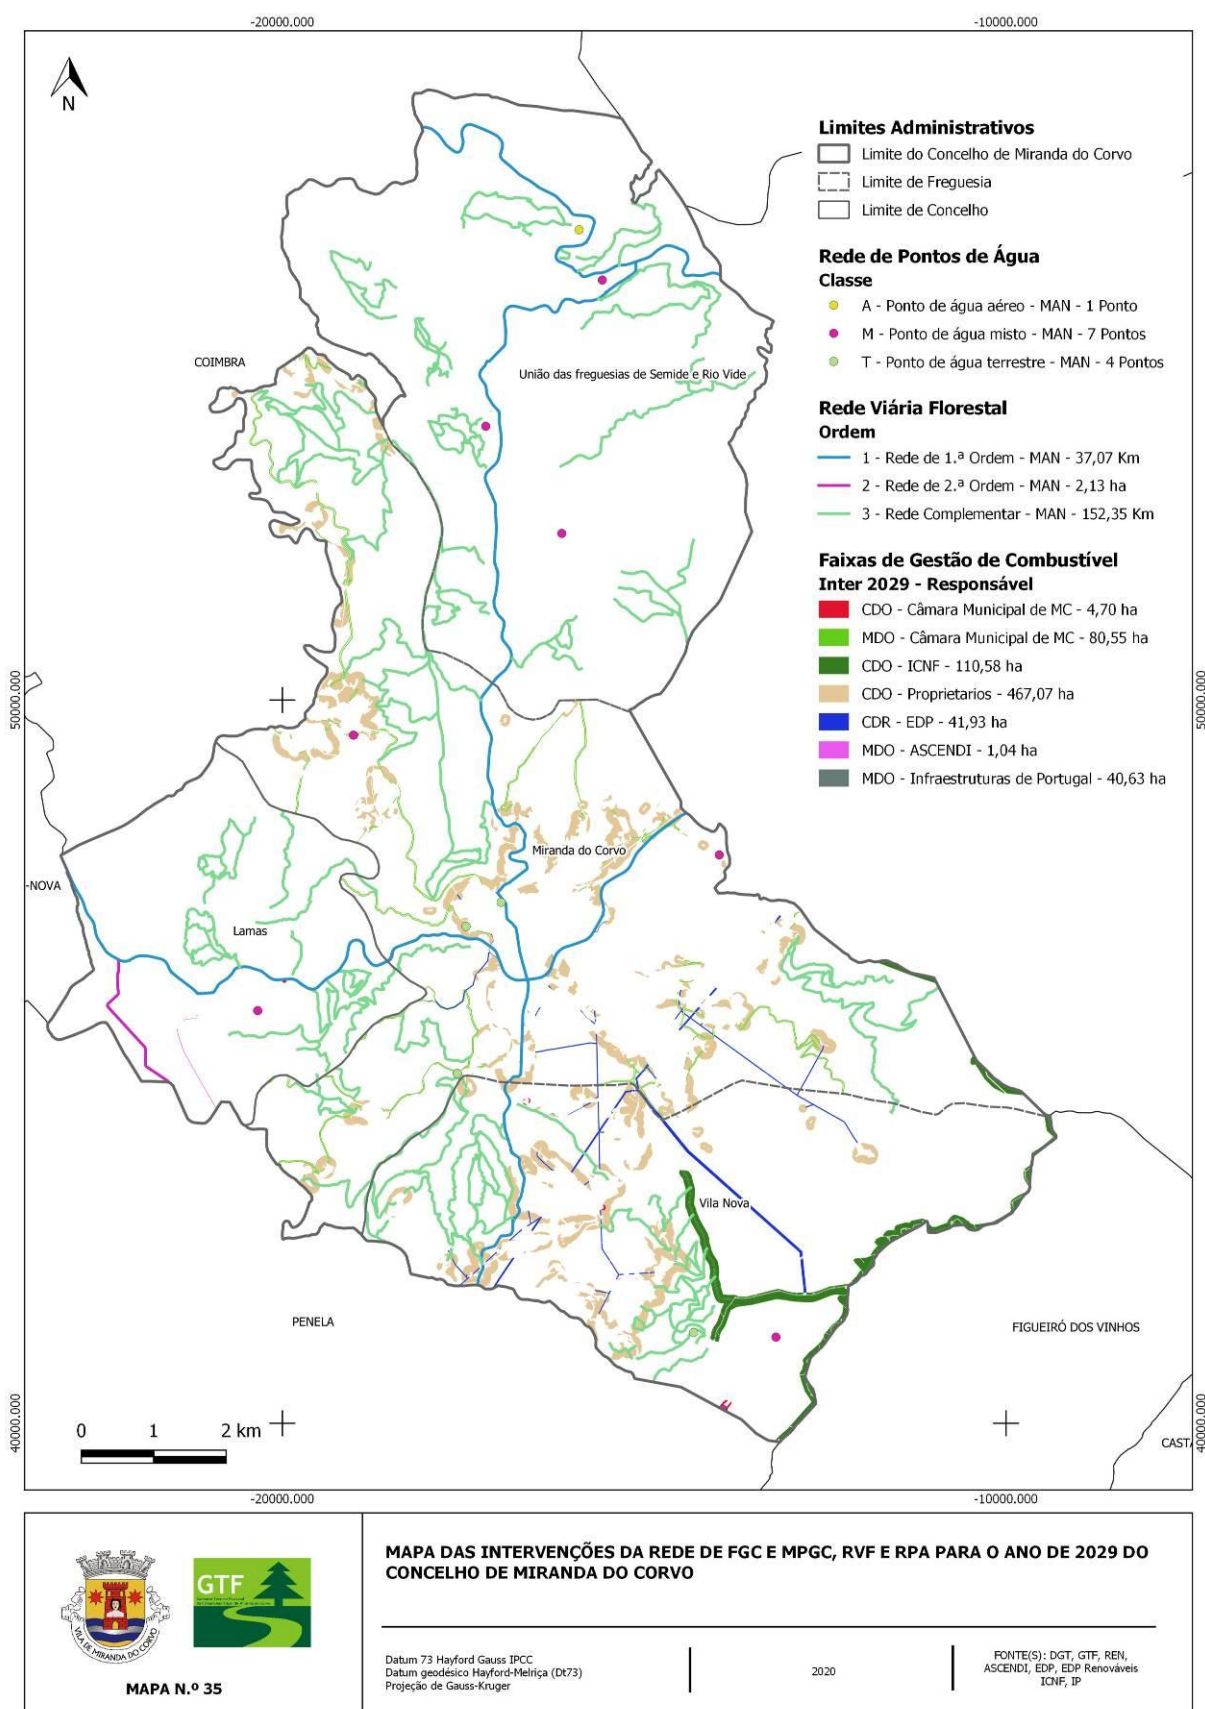 -20000.000
-10000.000
N
Limites Administrativos
Limite do Concelho de Miranda do Corvo
Limite de Freguesia
Limite de Concelho
Rede de Pontos de Água
Classe
A - Ponto de água aéreo - MAN - 1 Ponto
M - Ponto de água misto - MAN - 7 Pontos
T - Ponto de água terrestre - MAN - 4 Pontos
Rede Viária Florestal
Ordem
1 - Rede de 1.ª Ordem - MAN - 37,07 Km
2 - Rede de 2.ª Ordem - MAN - 2,13 ha
3 - Rede Complementar - MAN - 152,35 Km
Faixas de Gestão de Combustível
Inter 2029 - Responsável
CDO - Câmara Municipal de MC - 4,70 ha
MDO - Câmara Municipal de MC - 80,55 ha
CDO - ICNF - 110,58 ha
CDO - Proprietarios - 467,07 ha
CDR - EDP - 41,93 ha
MDO - ASCENDI - 1,04 ha
MDO - Infraestruturas de Portugal - 40,63 ha
COIMBRA
União das freguesias de Semide e Rio Vide
50000.000
50000.000
Miranda do Corvo
-NOVA
Lamas
Vila Nova
PENELA
FIGUEIRÓ DOS VINHOS
40000.000
40000.000
CASTA
0 1 2 km
-20000.000
-10000.000
VILA DE MIRANDA DO CORVO
GTF
MAPA N.º 35
MAPA DAS INTERVENÇÕES DA REDE DE FGC E MPGC, RVF E RPA PARA O ANO DE 2029 DO
CONCELHO DE MIRANDA DO CORVO
Datum 73 Hayford Gauss IPCC
Datum geodésico Hayford-Melriça (Dt73)
Projeção de Gauss-Kruger
2020
FONTE(S): DGT, GTF, REN,
ASCENDI, EDP, EDP Renováveis
ICNF, IP